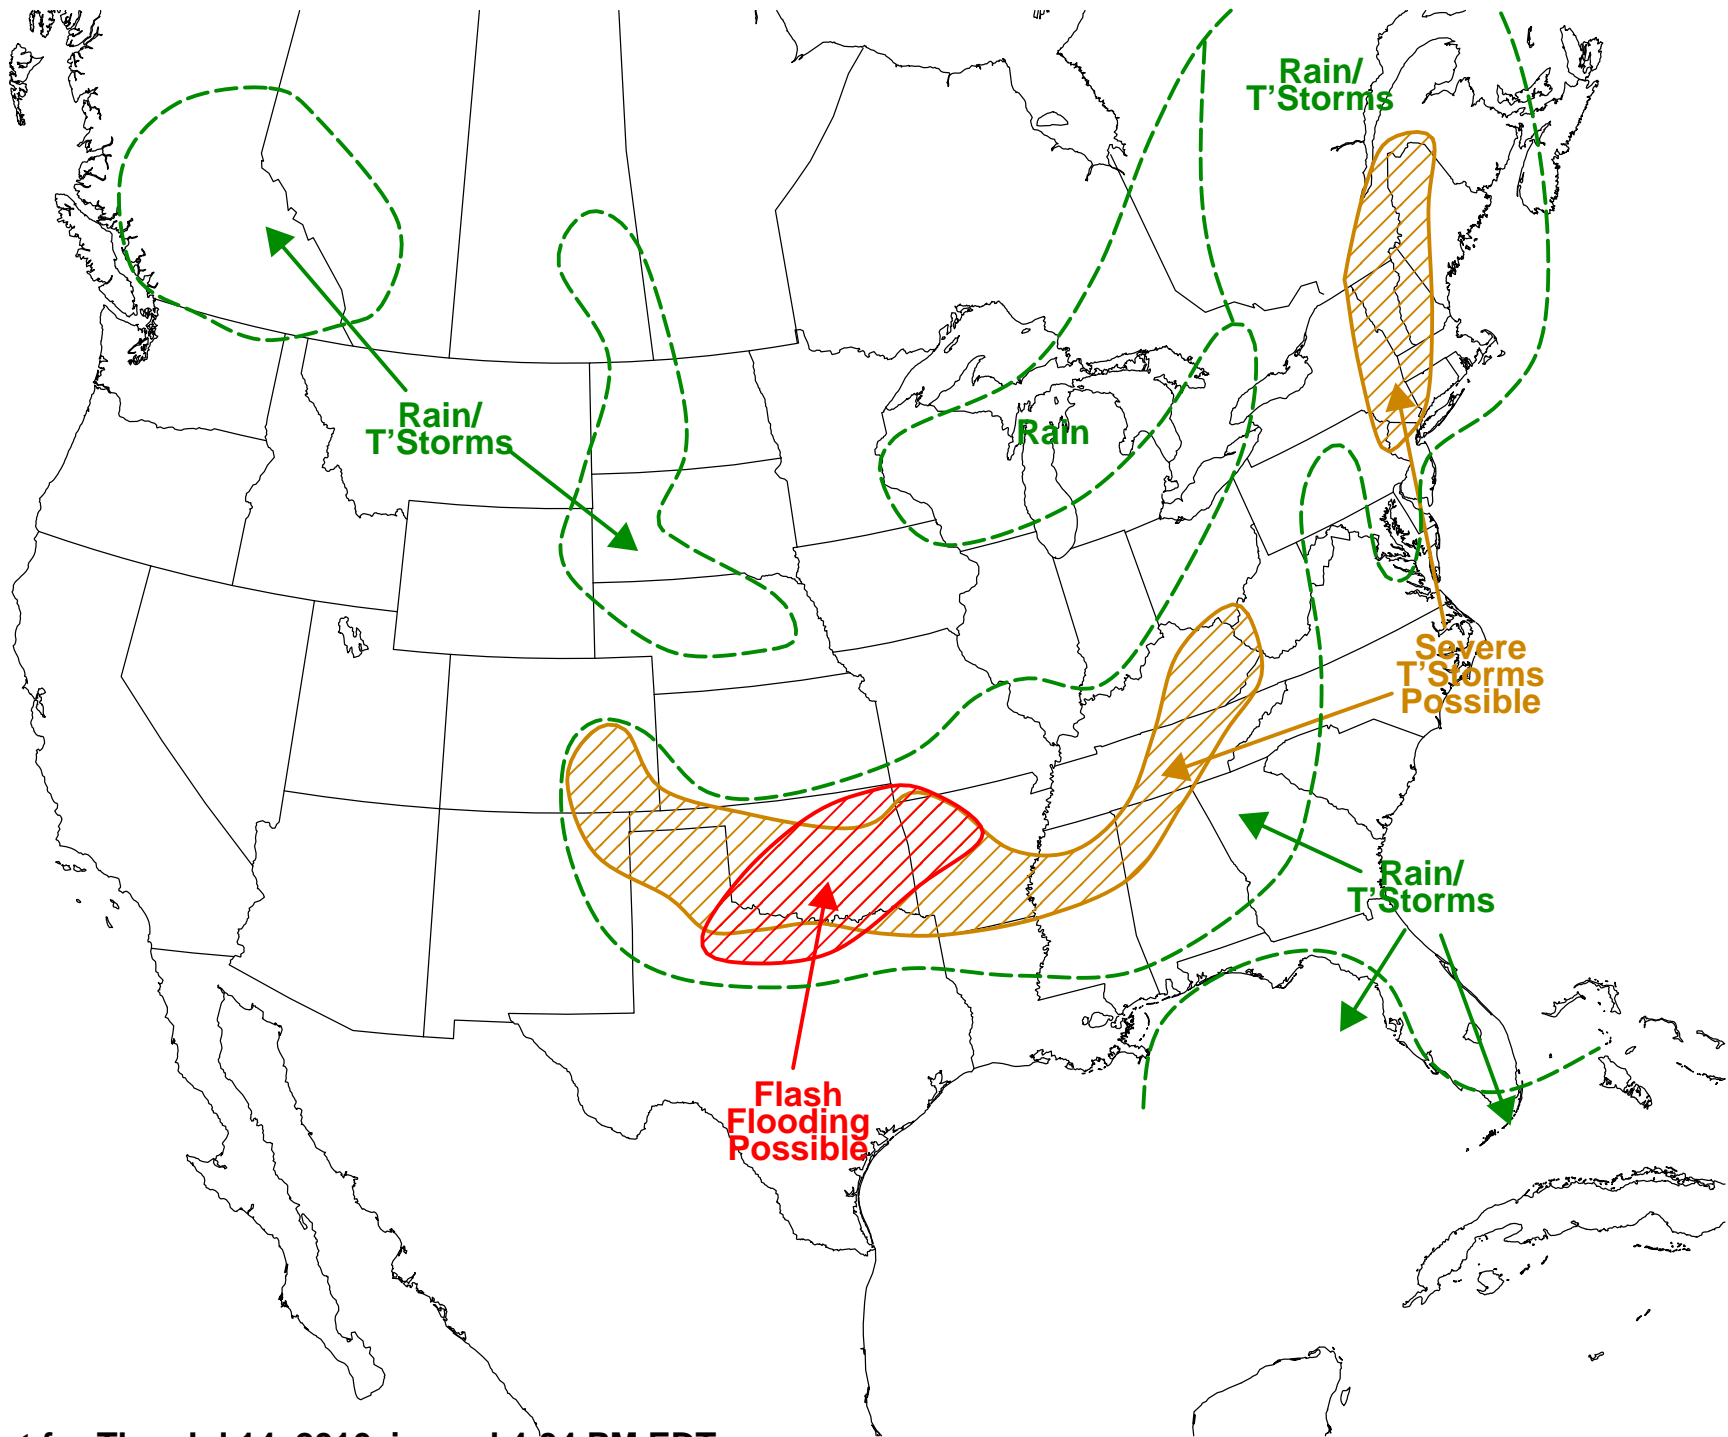 Rain/
T’Storms
Rain/
T’Storms
Rain
Severe
T’Storms
Possible
Rain/
T’Storms
Flash
Flooding
Possible